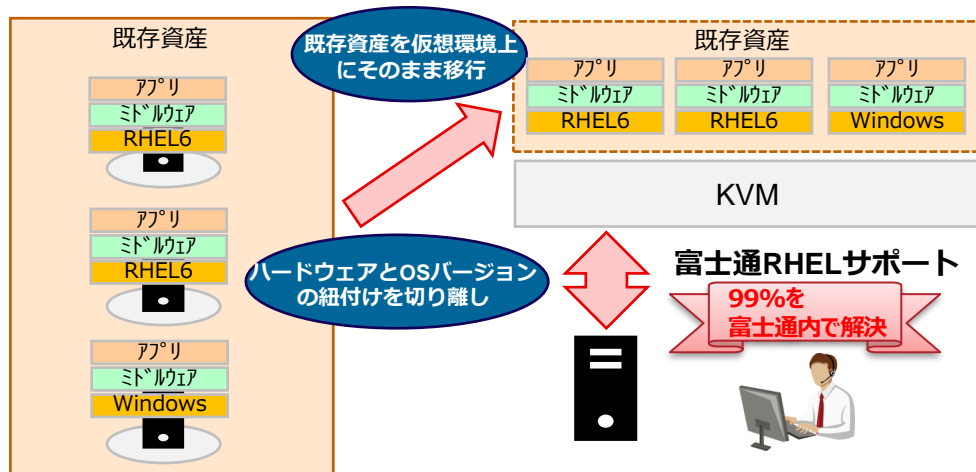 既存資産
アプリ
ミドルウェア
RHEL6
アプリ
ミドルウェア
RHEL6
アプリ
ミドルウェア
Windows
既存資産を仮想環境上
にそのまま移行
ハードウェアとOSバージョン
の紐付けを切り離し
既存資産
アプリ アプリ アプリ
ミドルウェア ミドルウェア ミドルウェア
RHEL6 RHEL6 Windows
KVM
富士通RHELサポート
99%を
富士通内で解決